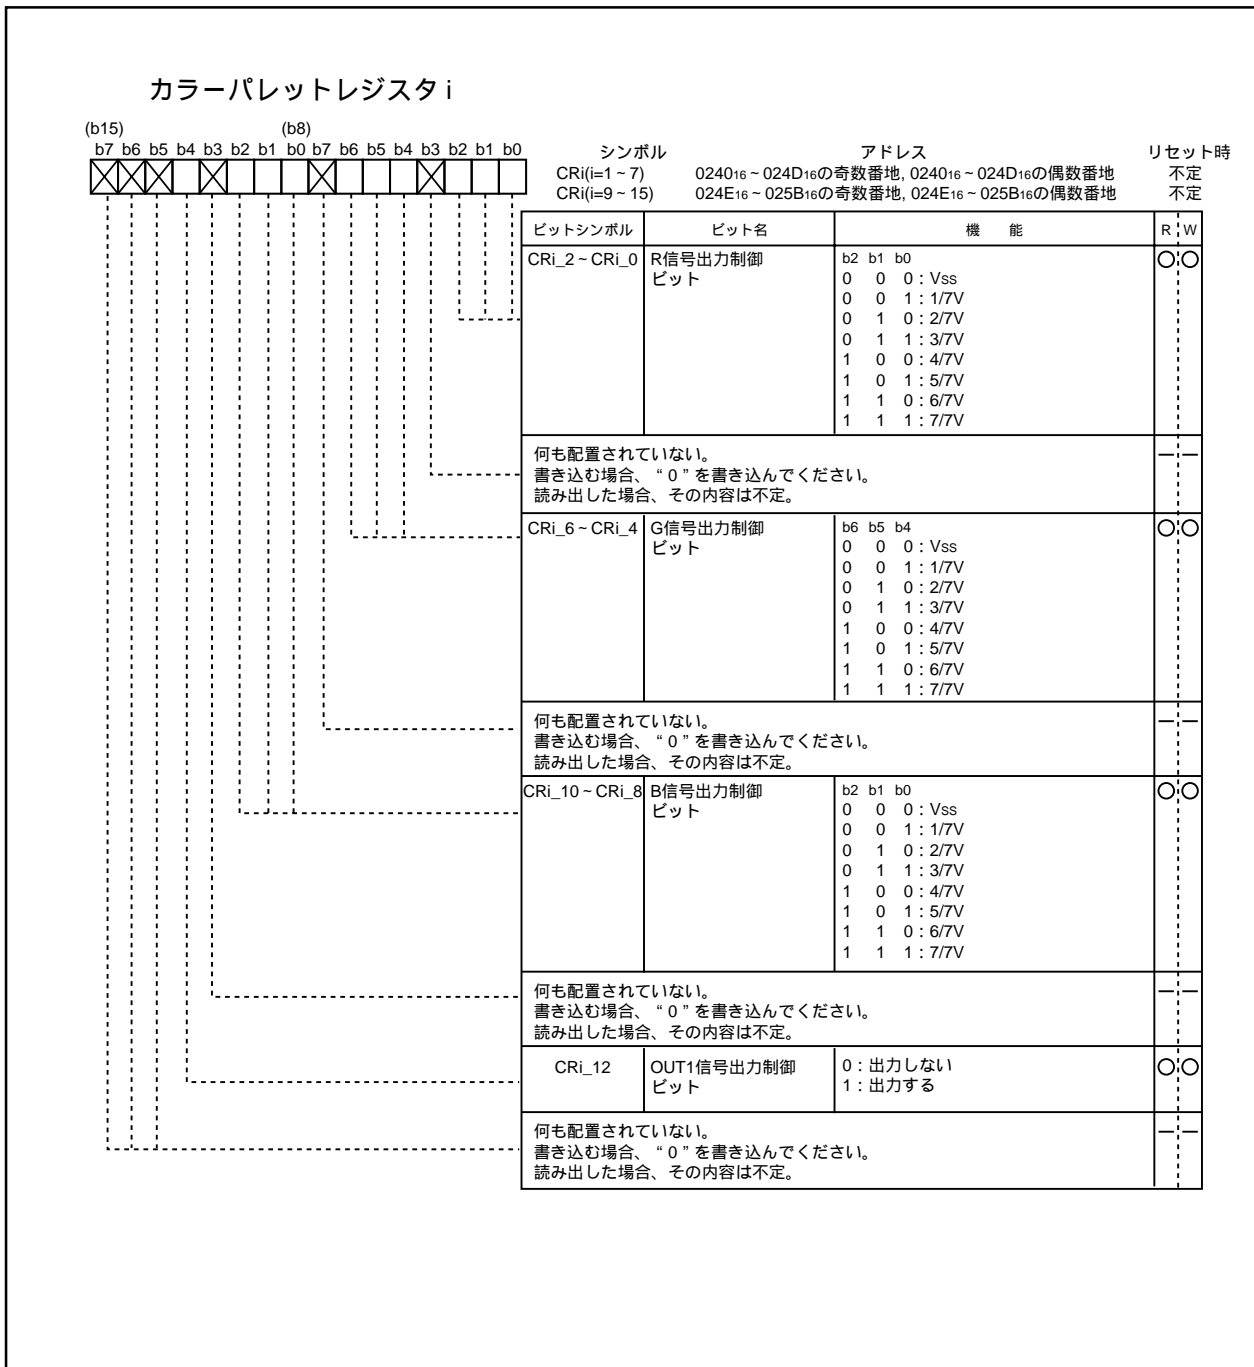 カラーパレットレジスタ i
(b15) (b8)
b7 b6 b5 b4 b3 b2 b1 b0 b7 b6 b5 b4 b3 b2 b1 b0
シンボル アドレス リセット時
CRi(i=1 ~ 7) 024016 ~ 024D16の奇数番地, 024016 ~ 024D16の偶数番地 不定
CRi(i=9 ~ 15) 024E16 ~ 025B16の奇数番地, 024E16 ~ 025B16の偶数番地 不定
ビットシンボル ビット名 機 能 R W
CRi_2 ~ CRi_0 R信号出力制御 b2 b1 b0
ビット 0 0 0 : Vss
0 0 1 : 1/7V
0 1 0 : 2/7V
0 1 1 : 3/7V
1 0 0 : 4/7V
1 0 1 : 5/7V
1 1 0 : 6/7V
1 1 1 : 7/7V
何も配置されていない。
書き込む場合、“ 0 ” を書き込んでください。
読み出した場合、その内容は不定。
CRi_6 ~ CRi_4 G信号出力制御 b6 b5 b4
ビット 0 0 0 : Vss
0 0 1 : 1/7V
0 1 0 : 2/7V
0 1 1 : 3/7V
1 0 0 : 4/7V
1 0 1 : 5/7V
1 1 0 : 6/7V
1 1 1 : 7/7V
何も配置されていない。
書き込む場合、“ 0 ” を書き込んでください。
読み出した場合、その内容は不定。
CRi_10 ~ CRi_8 B信号出力制御 b2 b1 b0
ビット 0 0 0 : Vss
0 0 1 : 1/7V
0 1 0 : 2/7V
0 1 1 : 3/7V
1 0 0 : 4/7V
1 0 1 : 5/7V
1 1 0 : 6/7V
1 1 1 : 7/7V
何も配置されていない。
書き込む場合、“ 0 ” を書き込んでください。
読み出した場合、その内容は不定。
CRi_12 OUT1信号出力制御 0 : 出力しない
ビット 1 : 出力する
何も配置されていない。
書き込む場合、“ 0 ” を書き込んでください。
読み出した場合、その内容は不定。